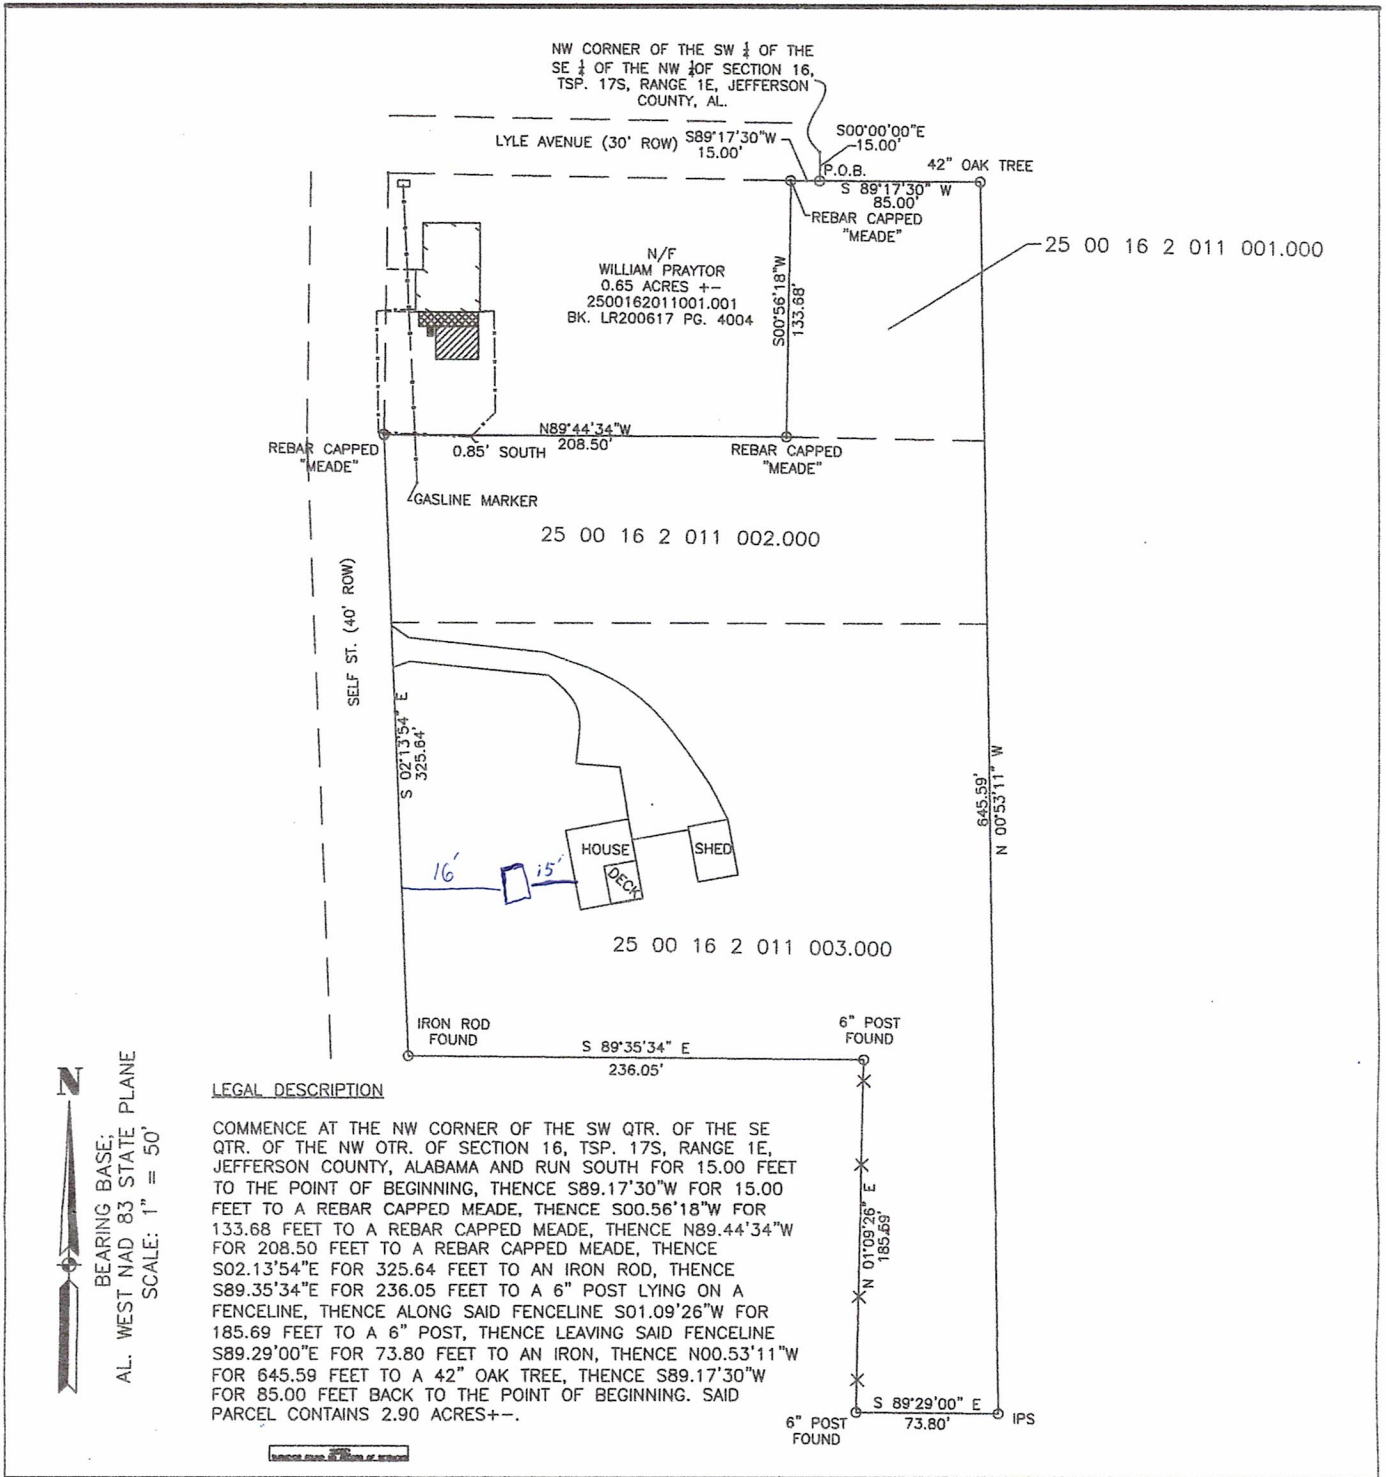 NW CORNER OF THE SW ¼ OF THE
SE ¼ OF THE NW ¼OF SECTION 16,
TSP. 17S, RANGE 1E, JEFFERSON
COUNTY, AL.
LYLE AVENUE (30' ROW)
S89°17'30"W
15.00'
S00°00'00"E
15.00'
P.O.B.
42" OAK TREE
S 89°17'30" W
85.00'
REBAR CAPPED
"MEADE"
25 00 16 2 011 001.000
N/F
WILLIAM PRAYTOR
0.65 ACRES +-
2500162011001.001
BK. LR200617 PG. 4004
S00°56'18"W
133.68'
N89°44'34"W
208.50'
REBAR CAPPED
"MEADE"
0.85' SOUTH
REBAR CAPPED
"MEADE"
GASLINE MARKER
25 00 16 2 011 002.000
SELF ST. (40' ROW)
S 02°13'54" E
325.64'
645.59'
N 00°53'11" W
HOUSE
DECK
SHED
16'
15'
25 00 16 2 011 003.000
IRON ROD
FOUND
6" POST
FOUND
S 89°35'34" E
236.05'
N
BEARING BASE;
AL. WEST NAD 83 STATE PLANE
SCALE: 1" = 50'
LEGAL DESCRIPTION
COMMENCE AT THE NW CORNER OF THE SW QTR. OF THE SE
QTR. OF THE NW OTR. OF SECTION 16, TSP. 17S, RANGE 1E,
JEFFERSON COUNTY, ALABAMA AND RUN SOUTH FOR 15.00 FEET
TO THE POINT OF BEGINNING, THENCE S89.17'30"W FOR 15.00
FEET TO A REBAR CAPPED MEADE, THENCE S00.56'18"W FOR
133.68 FEET TO A REBAR CAPPED MEADE, THENCE N89.44'34"W
FOR 208.50 FEET TO A REBAR CAPPED MEADE, THENCE
S02.13'54"E FOR 325.64 FEET TO AN IRON ROD, THENCE
S89.35'34"E FOR 236.05 FEET TO A 6" POST LYING ON A
FENCELINE, THENCE ALONG SAID FENCELINE S01.09'26"W FOR
185.69 FEET TO A 6" POST, THENCE LEAVING SAID FENCELINE
S89.29'00"E FOR 73.80 FEET TO AN IRON, THENCE N00.53'11"W
FOR 645.59 FEET TO A 42" OAK TREE, THENCE S89.17'30"W
FOR 85.00 FEET BACK TO THE POINT OF BEGINNING. SAID
PARCEL CONTAINS 2.90 ACRES+-.
N 01°09'26" E
185.69'
S 89°29'00" E
73.80'
6" POST
FOUND
IPS